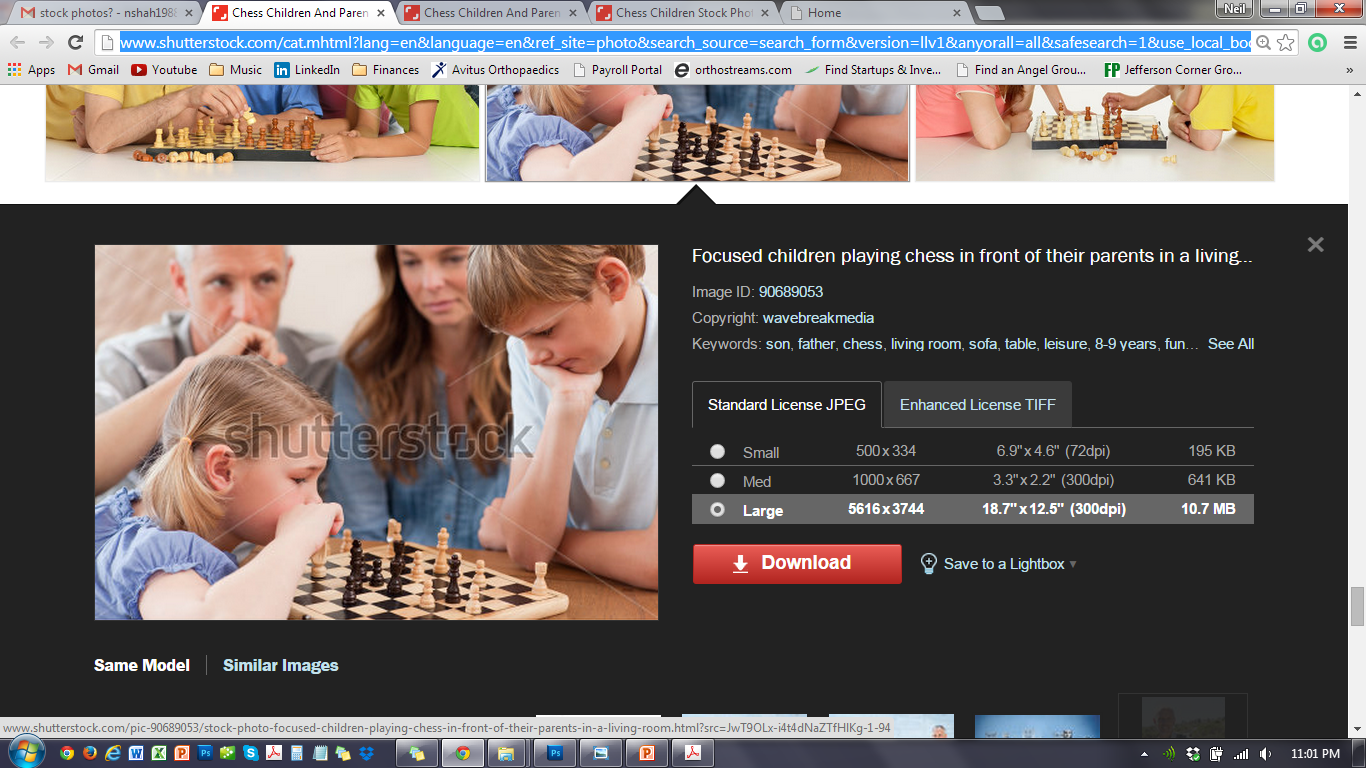 stock photos? - nshah1988
Chess Children And Paren
Chess Children And Paren
Chess Children Stock Phot
Home
Neil
www.shutterstock.com/cat.mhtml?lang=en&language=en&ref_site=photo&search_source=search_form&version=llv1&anyorall=all&safesearch=1&use_local_boo
Apps
Gmail
Youtube
Music
LinkedIn
Finances
Avitus Orthopaedics
Payroll Portal
orthostreams.com
Find Startups & Inve...
Find an Angel Grou...
FP
Jefferson Corner Gro...
»
Focused children playing chess in front of their parents in a living...
Image ID: 90689053
Copyright: wavebreakmedia
Keywords: son, father, chess, living room, sofa, table, leisure, 8-9 years, fun... See All
shutterstock
Standard License JPEG
Enhanced License TIFF
Small 500 x 334 6.9" x 4.6" (72dpi) 195 KB
Med 1000 x 667 3.3" x 2.2" (300dpi) 641 KB
Large 5616 x 3744 18.7" x 12.5" (300dpi) 10.7 MB
Download
Save to a Lightbox
Same Model
Similar Images
www.shutterstock.com/pic-90689053/stock-photo-focused-children-playing-chess-in-front-of-their-parents-in-a-living-room.html?src=JwT9OLx-i4t4dNaZTfHlKg-1-94
11:01 PM